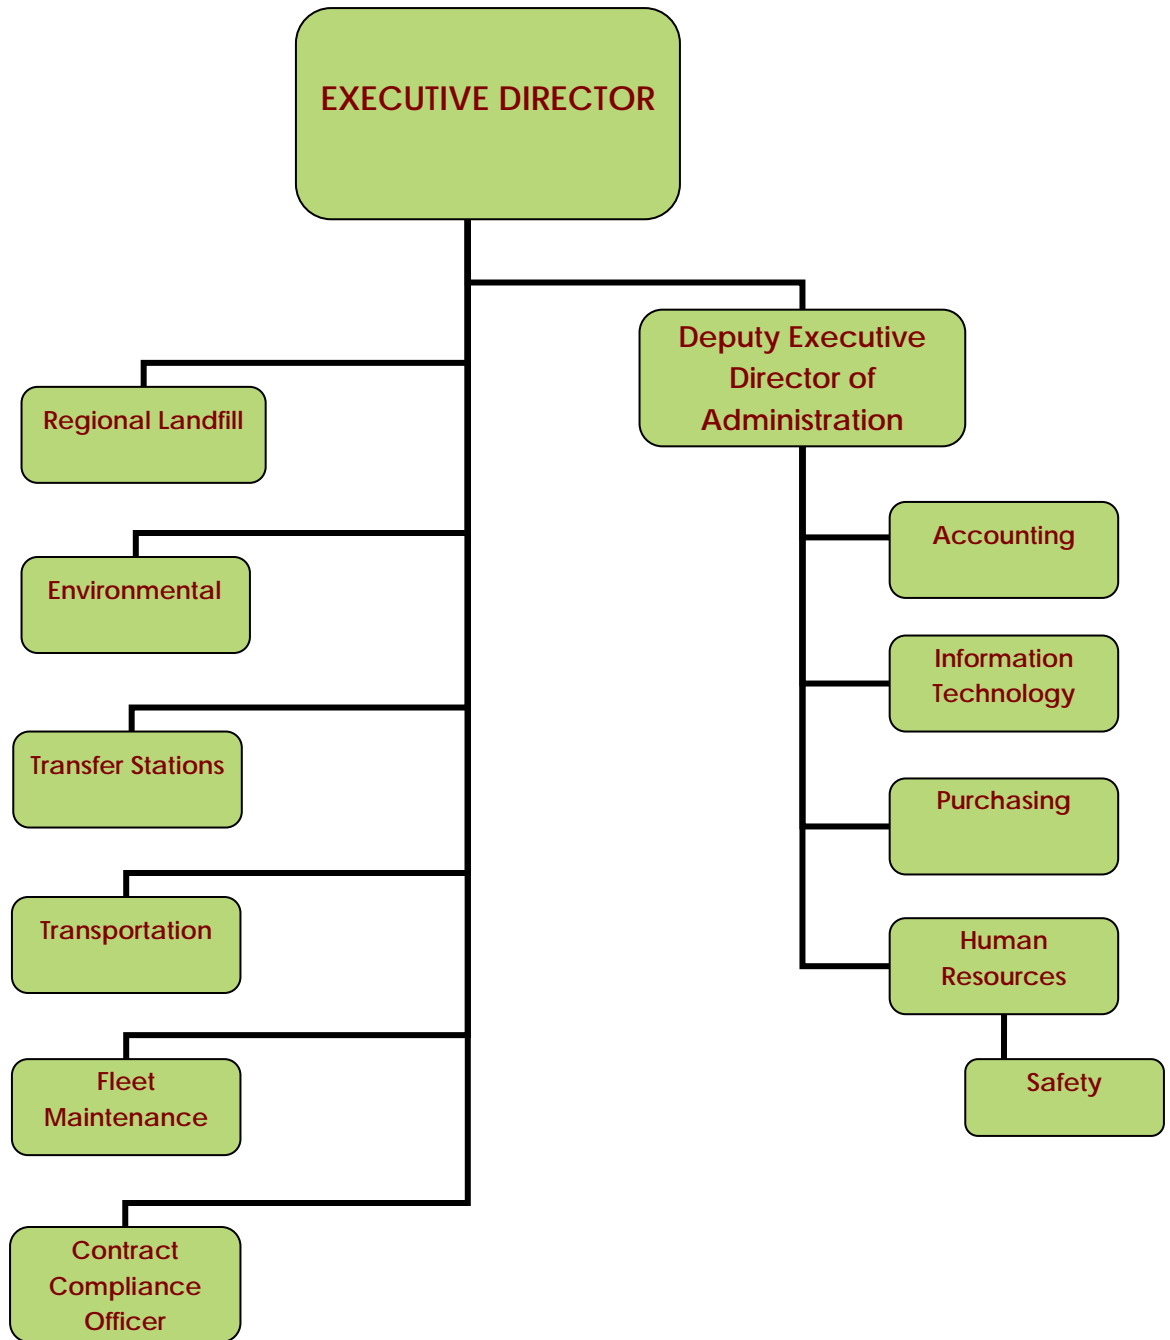 EXECUTIVE DIRECTOR
Deputy Executive
Director of
Administration
Regional Landfill
Environmental
Transfer Stations
Transportation
Fleet
Maintenance
Contract
Compliance
Officer
Accounting
Information
Technology
Purchasing
Human
Resources
Safety